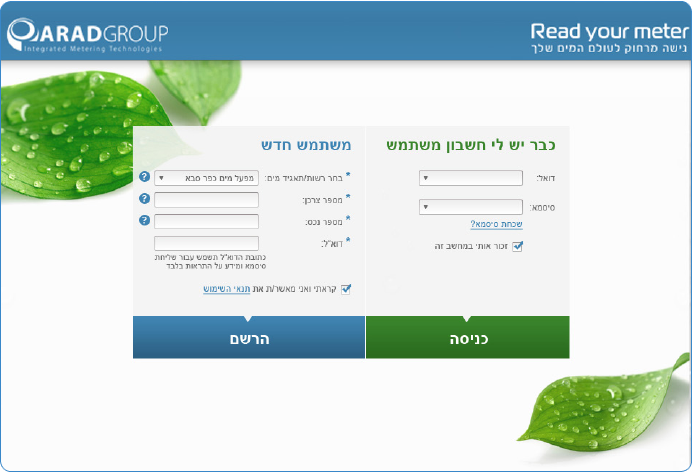 ARAD GROUP
Integrated Metering Technologies
Read your meter
גישה מרחוק לעולם המים שלך
כבר יש לי חשבון משתמש
דואל:
סיסמא:
שכחת סיסמא?
זכור אותי במחשב זה
כניסה
משתמש חדש
* בחר רשות/תאגיד מים:
מפעל מים כפר סבא
?
* מספר צרכן:
?
* מספר נכס:
?
* דוא"ל:
כתובת הדוא"ל תשמש עבור שליחת
סיסמא ומידע על התראות בלבד
קראתי ואני מאשר/ת את תנאי השימוש
הרשם